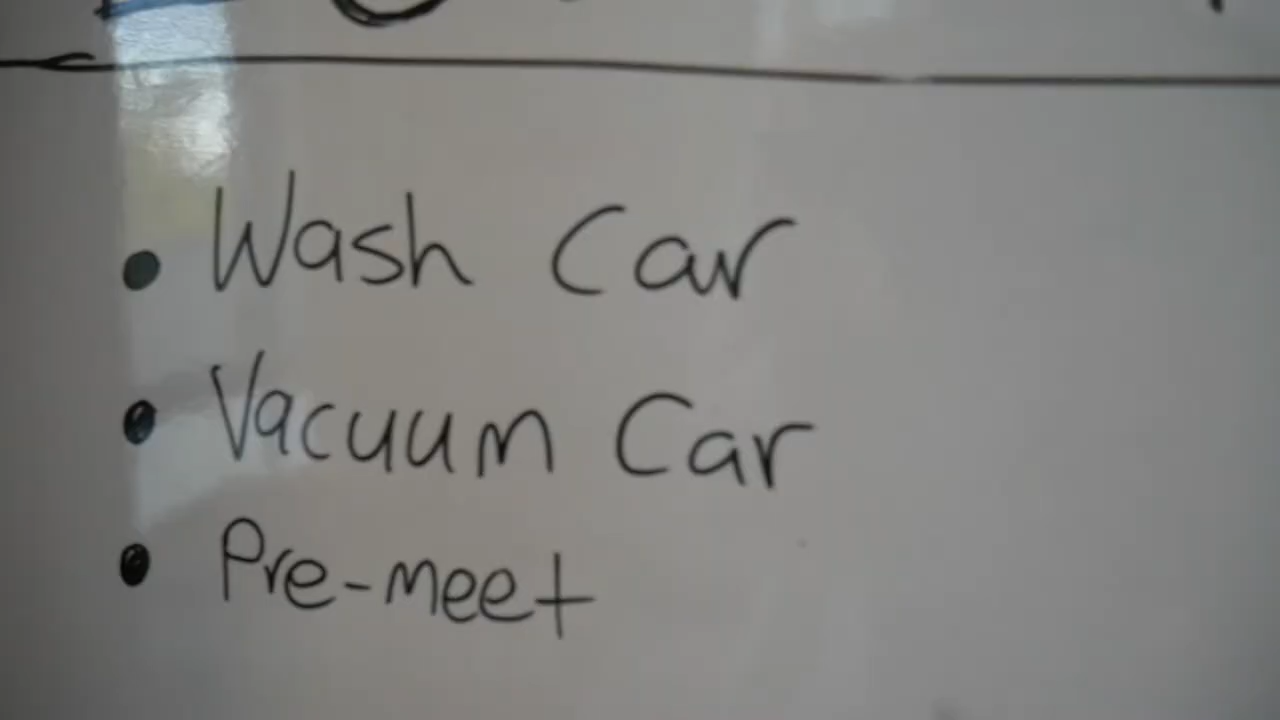 • Wash Car
• Vacuum Car
• Pre-meet